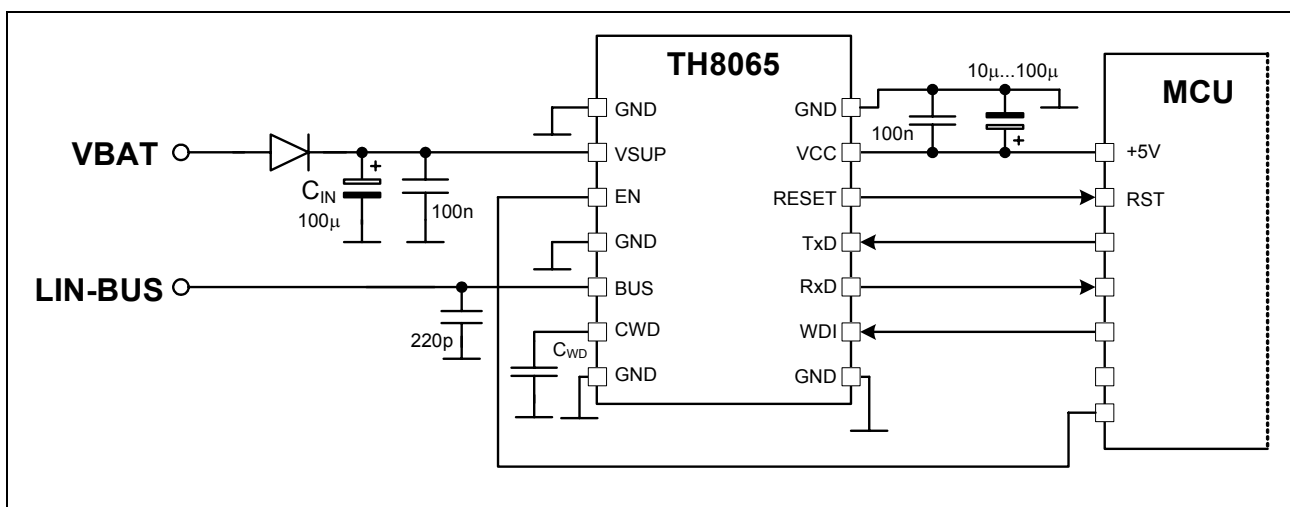 TH8065
10µ...100µ
MCU
GND
GND
100n
VBAT
VSUP
VCC
+5V
+
+
CIN
100µ
100n
EN
RESET
RST
GND
TxD
LIN-BUS
BUS
RxD
220p
CWD
CWD
WDI
GND
GND